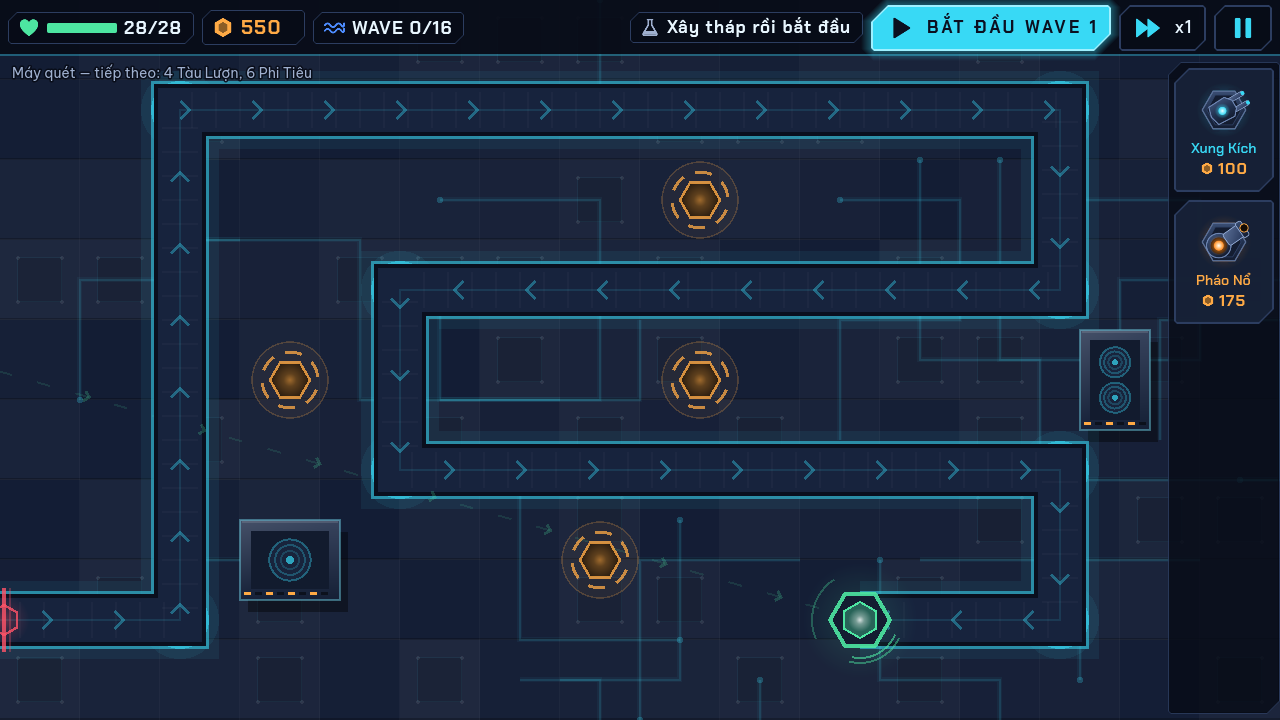 28/28
550
WAVE 0/16
Xây tháp rồi bắt đầu
BẮT ĐẦU WAVE 1
x1
Máy quét — tiếp theo: 4 Tàu Lượn, 6 Phi Tiêu
Xung Kích
100
Pháo Nổ
175